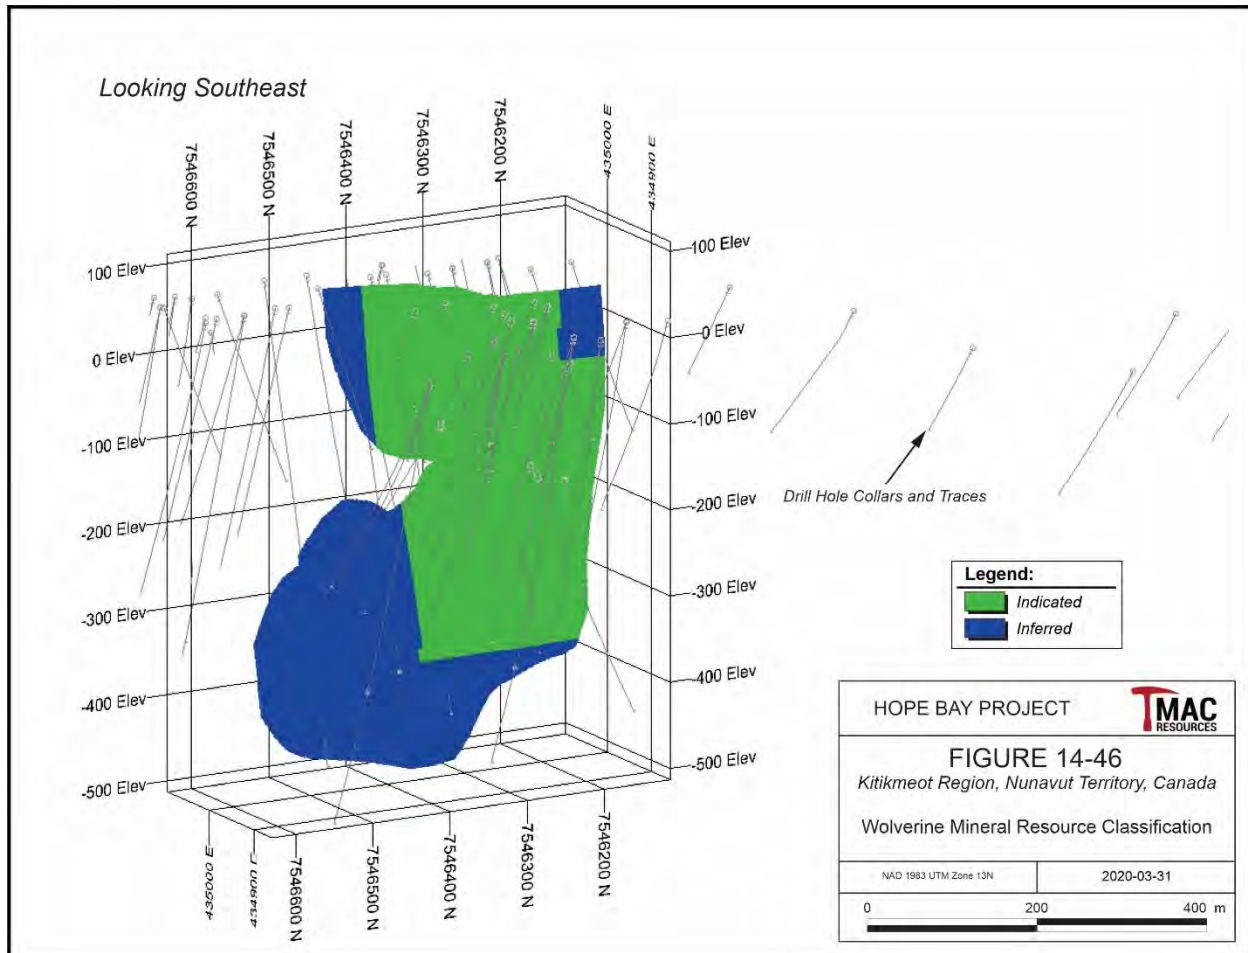 Looking Southeast
7546600 N
7546500 N
7546400 N
7546300 N
7546200 N
435000 E
434900 E
100 Elev
0 Elev
-100 Elev
-200 Elev
-300 Elev
-400 Elev
-500 Elev
100 Elev
0 Elev
-100 Elev
-200 Elev
-300 Elev
-400 Elev
-500 Elev
435000 E
434900 E
7546600 N
7546500 N
7546400 N
7546300 N
7546200 N
Drill Hole Collars and Traces
Legend:
Indicated
Inferred
HOPE BAY PROJECT
TMAC
RESOURCES
FIGURE 14-46
Kitikmeot Region, Nunavut Territory, Canada
Wolverine Mineral Resource Classification
NAD 1983 UTM Zone 13N
2020-03-31
0 200 400 m